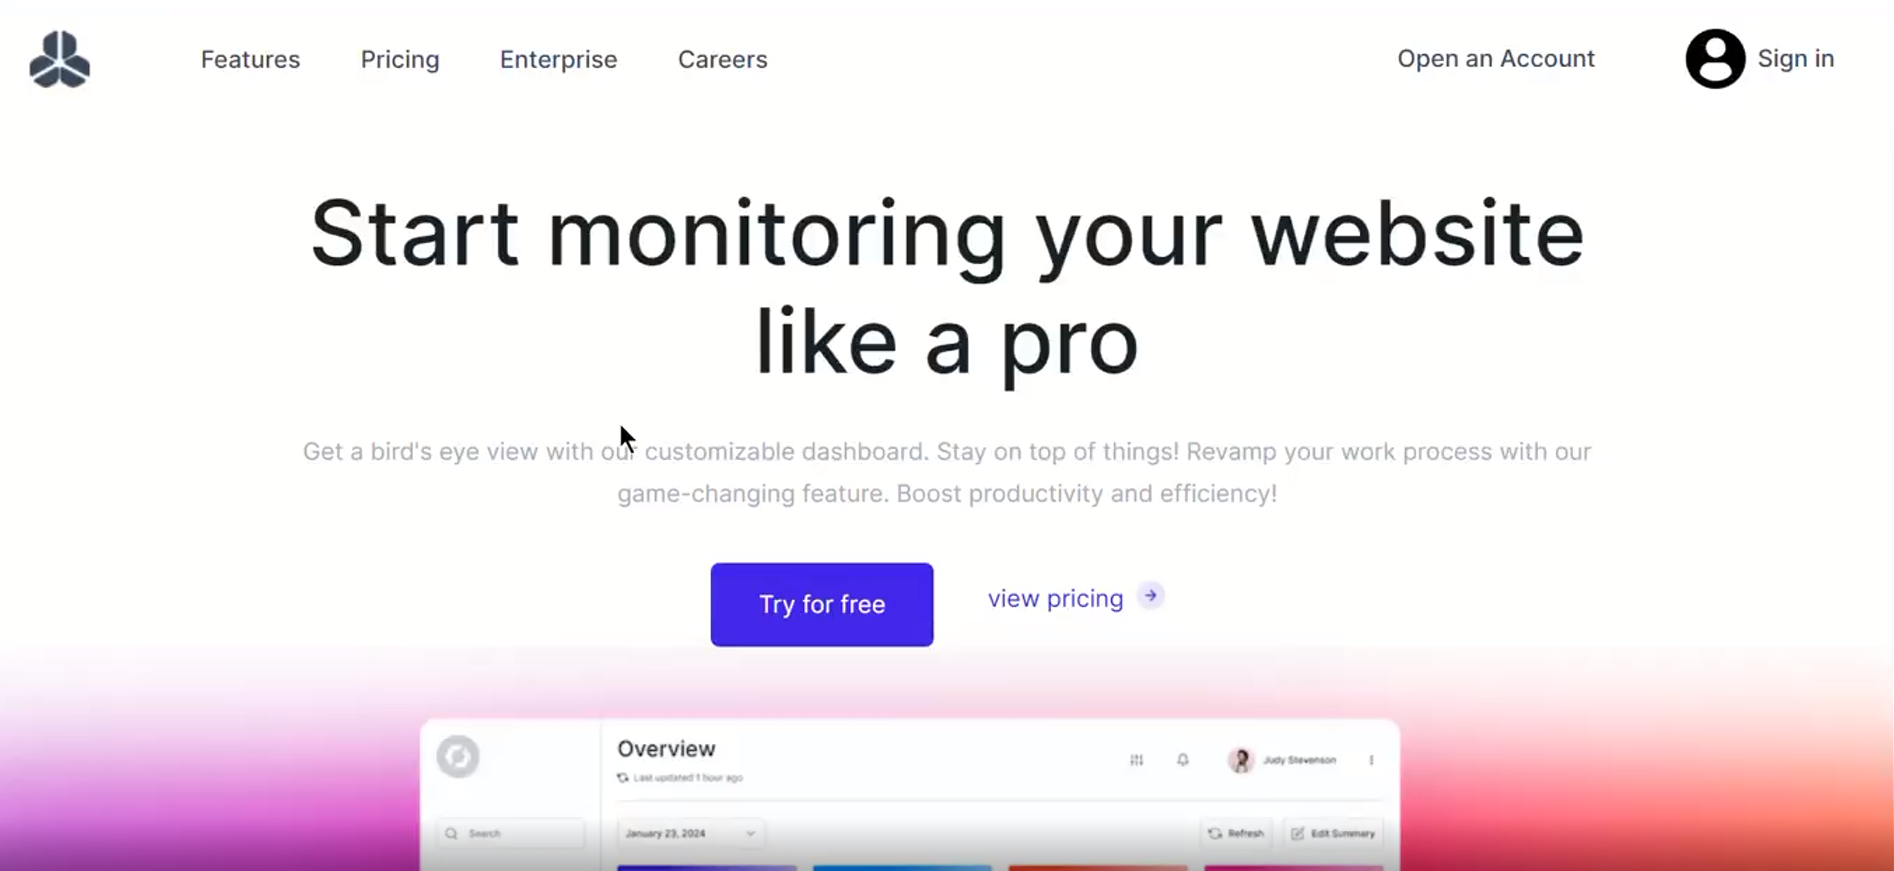 Features Pricing Enterprise Careers Open an Account Sign in
Start monitoring your website
like a pro
Get a bird's eye view with our customizable dashboard. Stay on top of things! Revamp your work process with our
game-changing feature. Boost productivity and efficiency!
Try for free view pricing
Overview
Judy Stevenson
Last updated 1 hour ago
Search January 23, 2024 Refresh Edit Summary